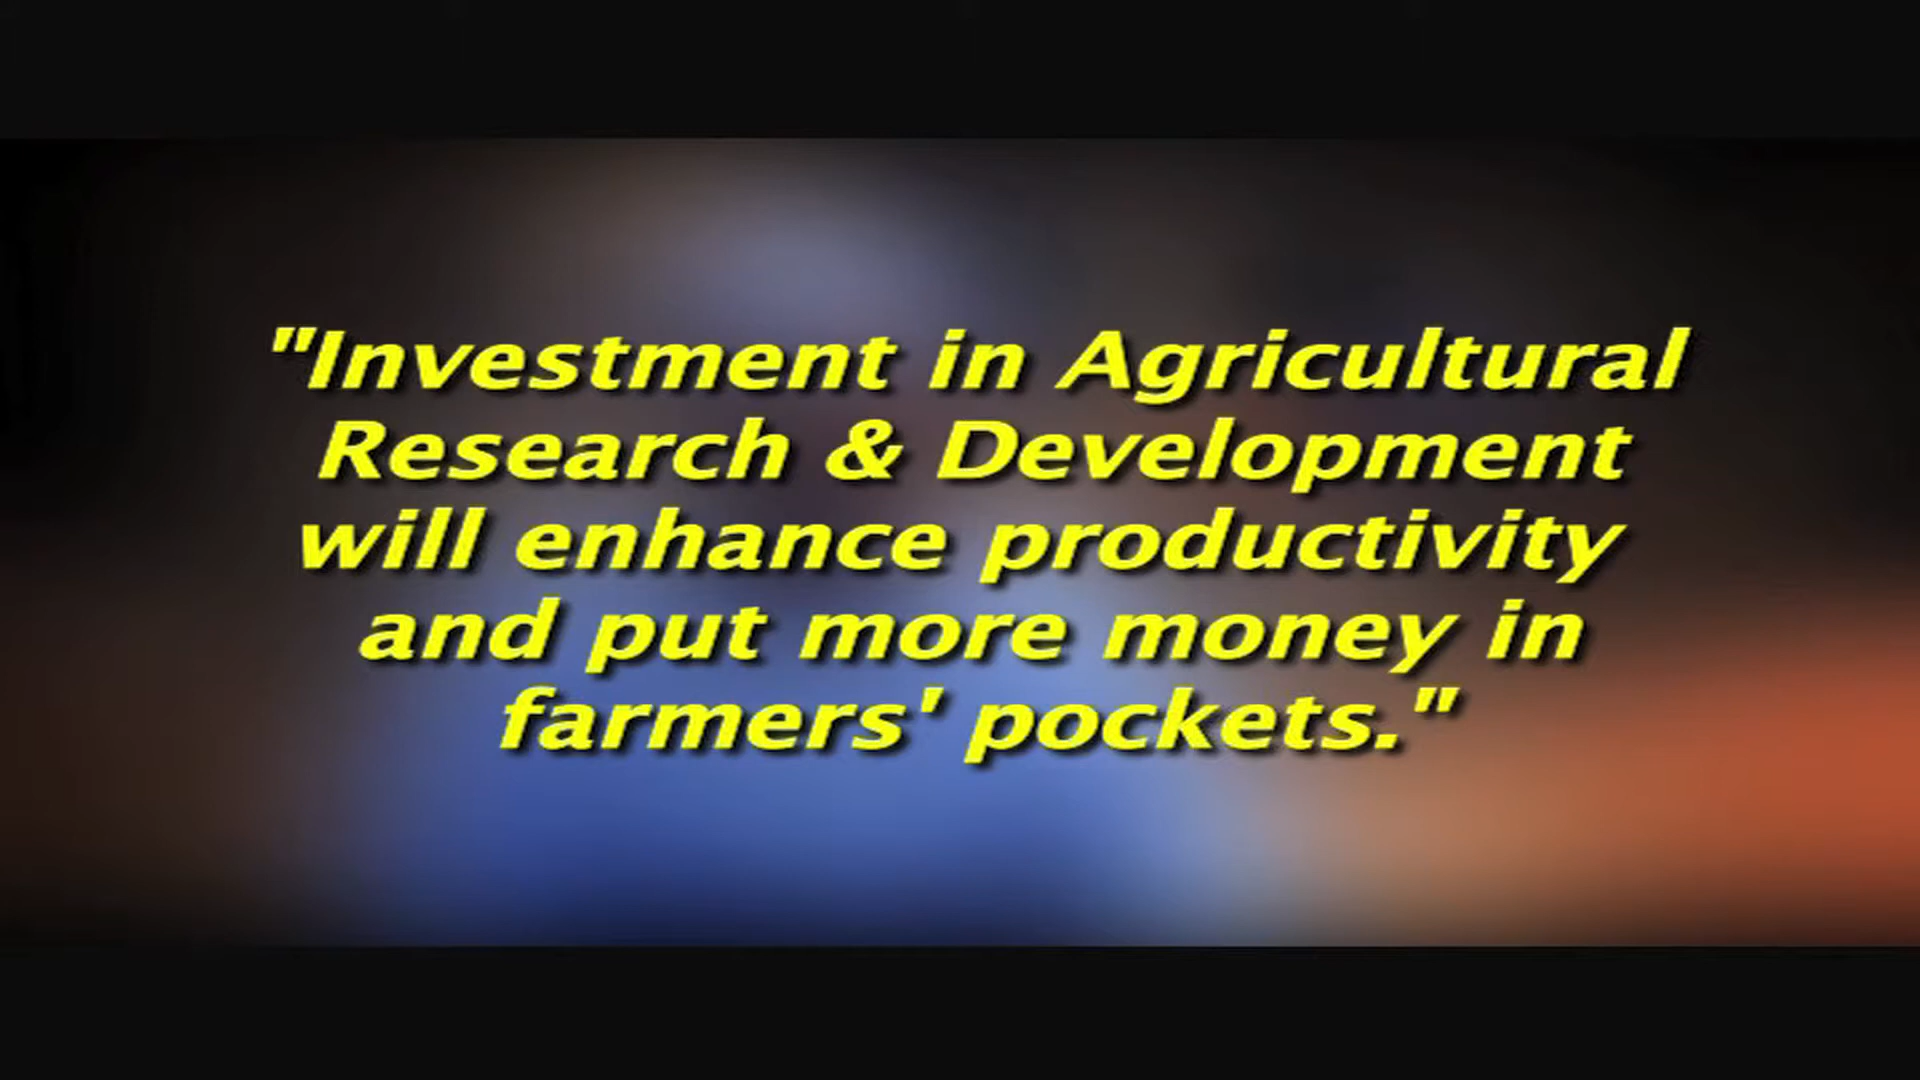 "Investment in Agricultural
Research & Development
will enhance productivity
and put more money in
farmers' pockets."